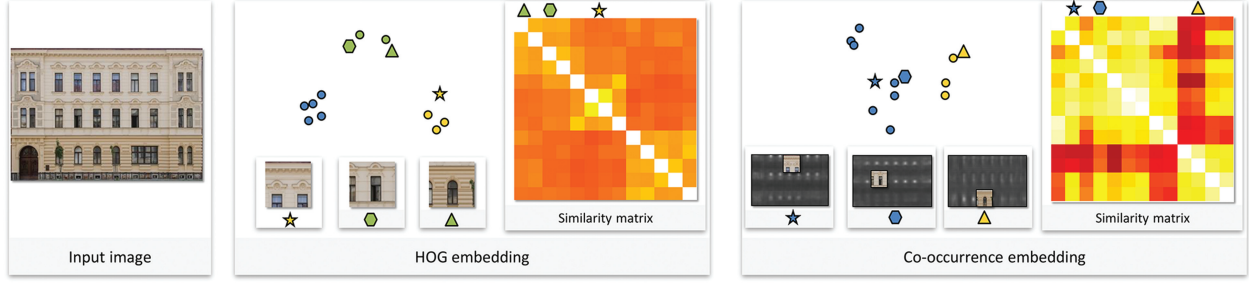 Similarity matrix
Similarity matrix
Input image
HOG embedding
Co-occurrence embedding